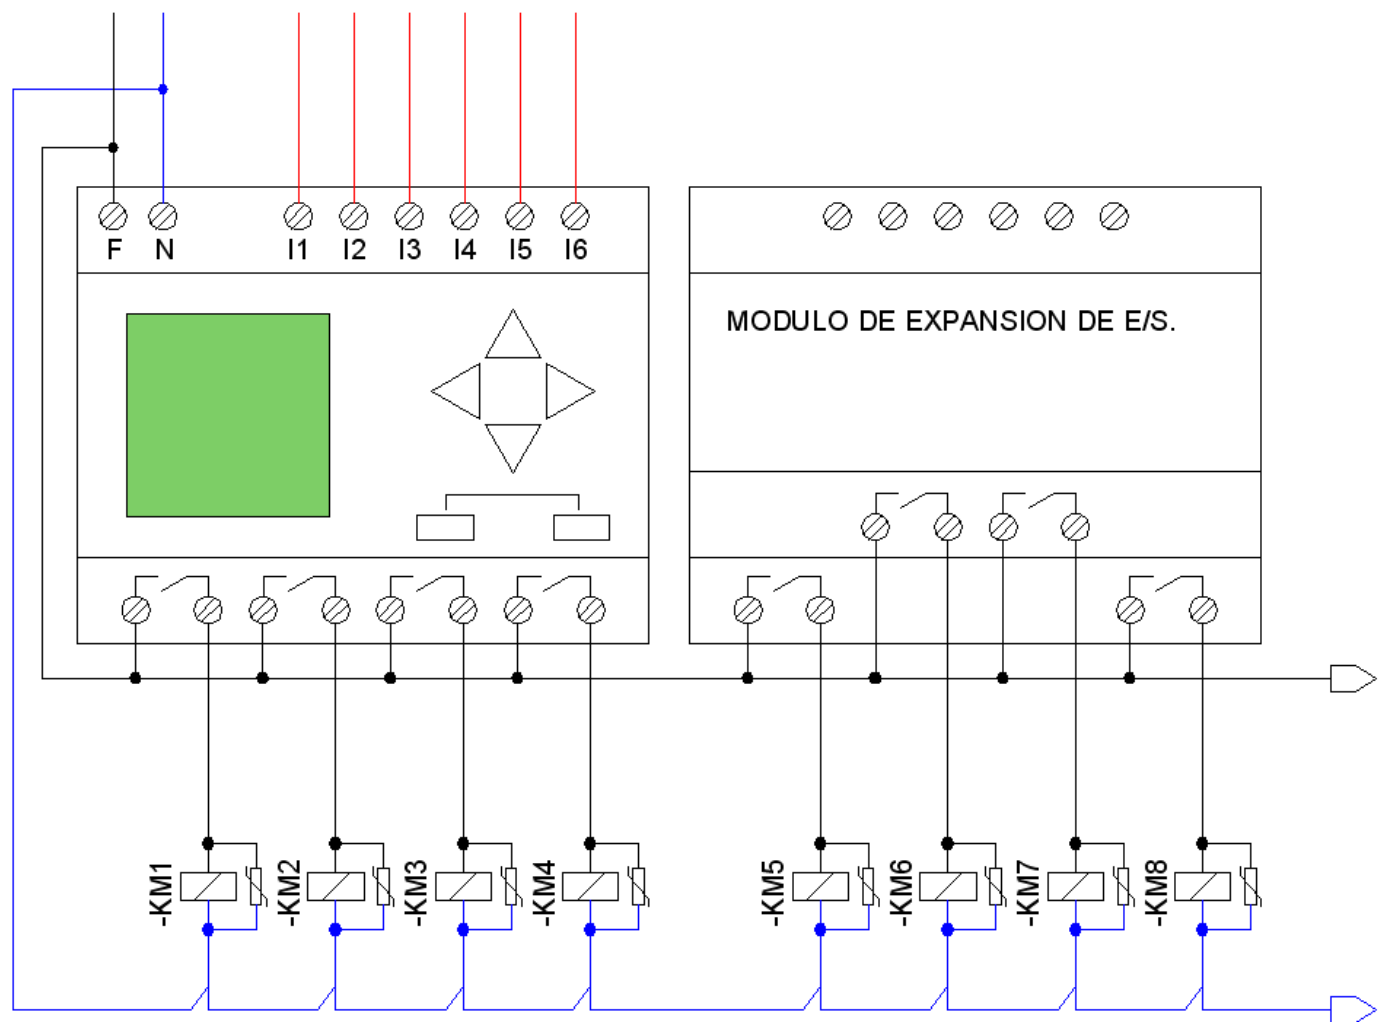 F N I1 I2 I3 I4 I5 I6
MODULO DE EXPANSION DE E/S.
-KM1
-KM2
-KM3
-KM4
-KM5
-KM6
-KM7
-KM8